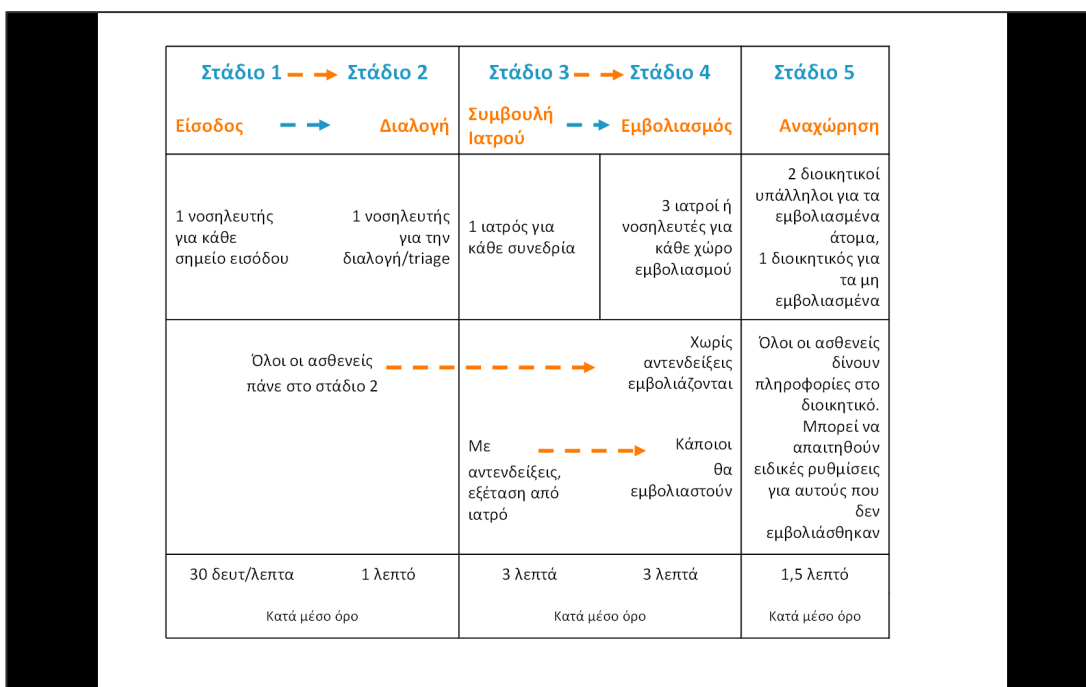 Στάδιο 1 Στάδιο 2
Είσοδος Διαλογή
Στάδιο 3 Στάδιο 4
Συμβουλή
Ιατρού
Εμβολιασμός
Στάδιο 5
Αναχώρηση
1 νοσηλευτής
για κάθε
σημείο εισόδου
1 νοσηλευτής
για την
διαλογή/triage
1 ιατρός για
κάθε συνεδρία
3 ιατροί ή
νοσηλευτές για
κάθε χώρο
εμβολιασμού
2 διοικητικοί
υπάλληλοι για τα
εμβολιασμένα
άτομα,
1 διοικητικός για
τα μη
εμβολιασμένα
Όλοι οι ασθενείς
πάνε στο στάδιο 2
Χωρίς
αντενδείξεις
εμβολιάζονται
Με
αντενδείξεις,
εξέταση από
ιατρό
Κάποιοι
θα
εμβολιαστούν
Όλοι οι ασθενείς
δίνουν
πληροφορίες στο
διοικητικό.
Μπορεί να
απαιτηθούν
ειδικές ρυθμίσεις
για αυτούς που
δεν
εμβολιάσθηκαν
30 δευτ/λεπτα 1 λεπτό
Κατά μέσο όρο
3 λεπτά 3 λεπτά
Κατά μέσο όρο
1,5 λεπτό
Κατά μέσο όρο